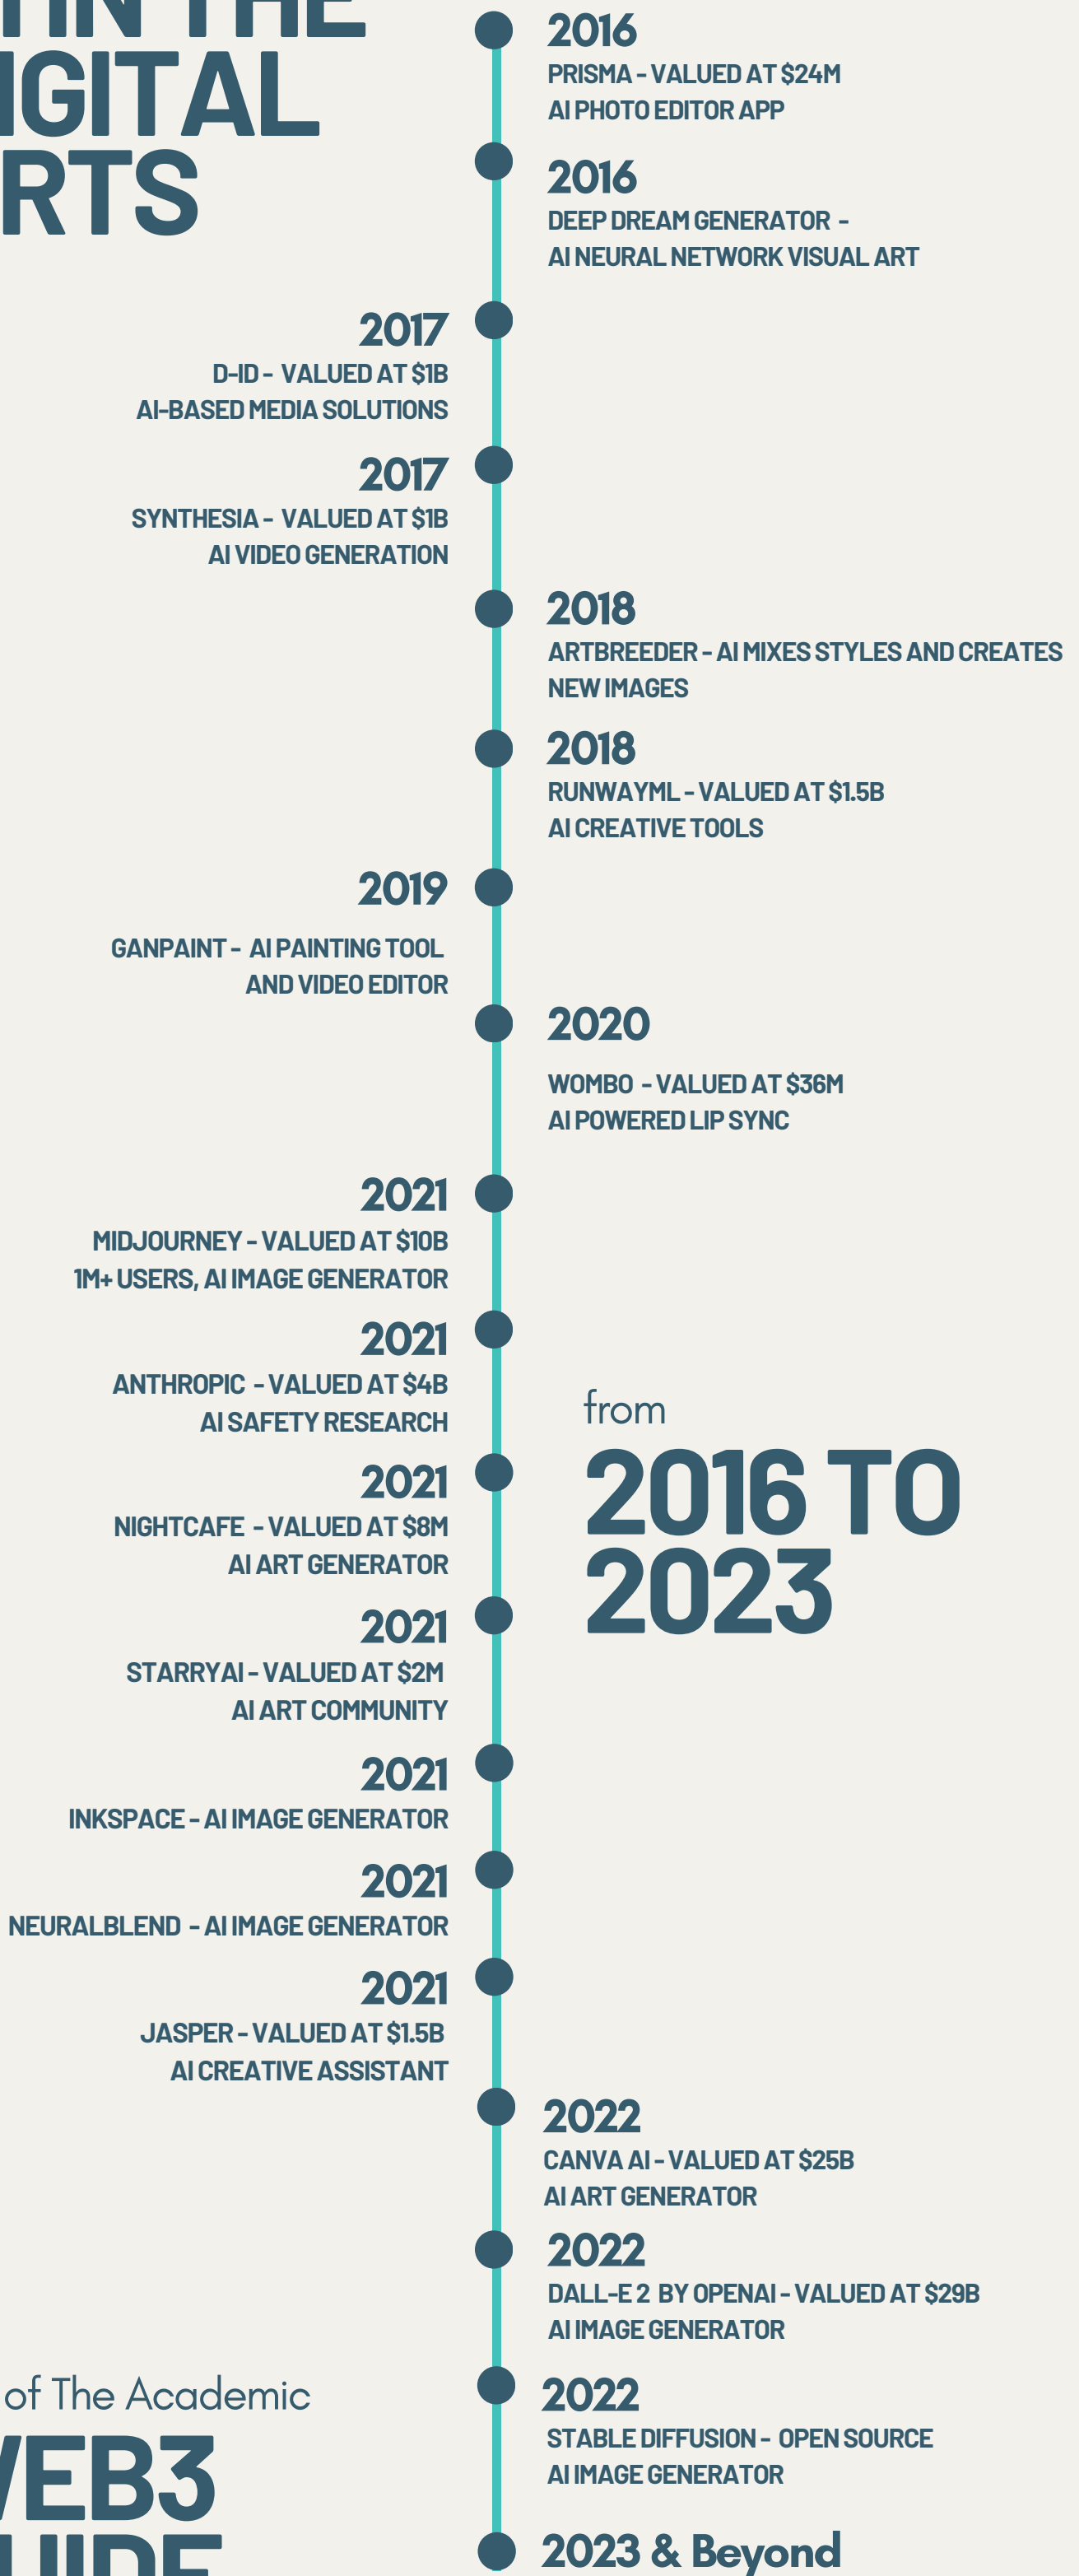 IN THE
IGITAL
RTS
2016
PRISMA - VALUED AT $24M
AI PHOTO EDITOR APP
2016
DEEP DREAM GENERATOR -
AI NEURAL NETWORK VISUAL ART
2017
D-ID - VALUED AT $1B
AI-BASED MEDIA SOLUTIONS
2017
SYNTHESIA - VALUED AT $1B
AI VIDEO GENERATION
2018
ARTBREEDER - AI MIXES STYLES AND CREATES
NEW IMAGES
2018
RUNWAYML - VALUED AT $1.5B
AI CREATIVE TOOLS
2019
GANPAINT - AI PAINTING TOOL
AND VIDEO EDITOR
2020
WOMBO - VALUED AT $36M
AI POWERED LIP SYNC
2021
MIDJOURNEY - VALUED AT $10B
1M+ USERS, AI IMAGE GENERATOR
2021
ANTHROPIC - VALUED AT $4B
AI SAFETY RESEARCH
from
2016 TO
2023
2021
NIGHTCAFE - VALUED AT $8M
AI ART GENERATOR
2021
STARRYAI - VALUED AT $2M
AI ART COMMUNITY
2021
INKSPACE - AI IMAGE GENERATOR
2021
NEURALBLEND - AI IMAGE GENERATOR
2021
JASPER - VALUED AT $1.5B
AI CREATIVE ASSISTANT
2022
CANVA AI - VALUED AT $25B
AI ART GENERATOR
2022
DALL-E 2 BY OPENAI - VALUED AT $29B
AI IMAGE GENERATOR
2022
STABLE DIFFUSION - OPEN SOURCE
AI IMAGE GENERATOR
of The Academic
WEB3
UIDE
2023 & Beyond